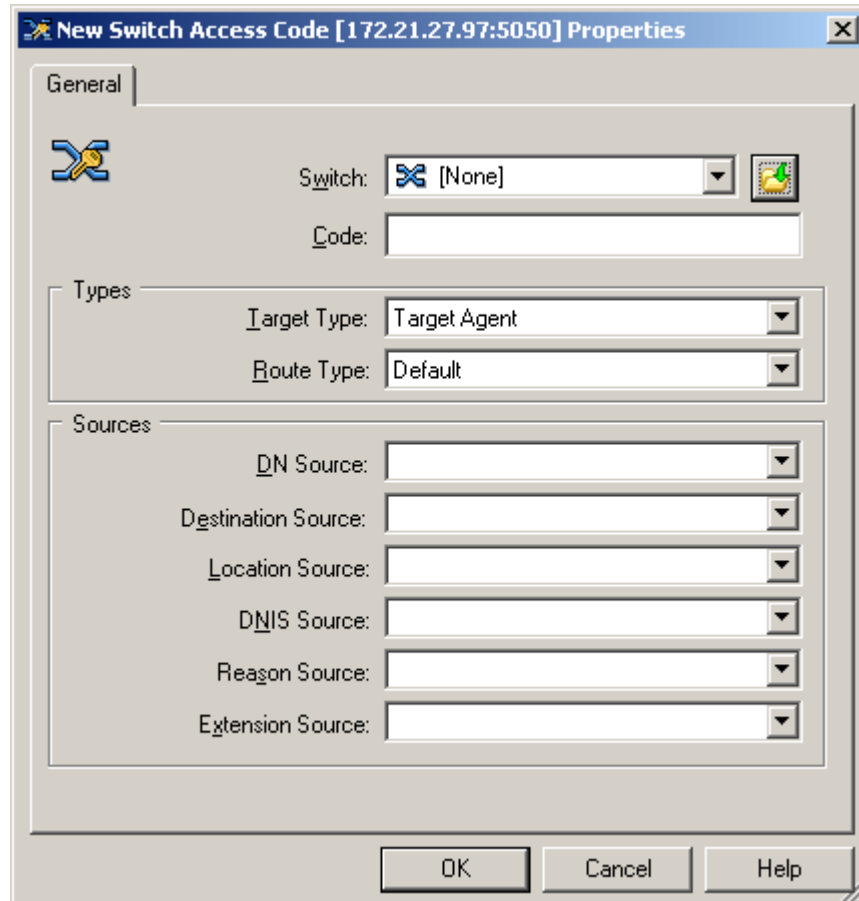 New Switch Access Code [172.21.27.97:5050] Properties
General
Switch: [None]
Code:
Types
Target Type: Target Agent
Route Type: Default
Sources
DN Source:
Destination Source:
Location Source:
DNIS Source:
Reason Source:
Extension Source:
OK Cancel Help